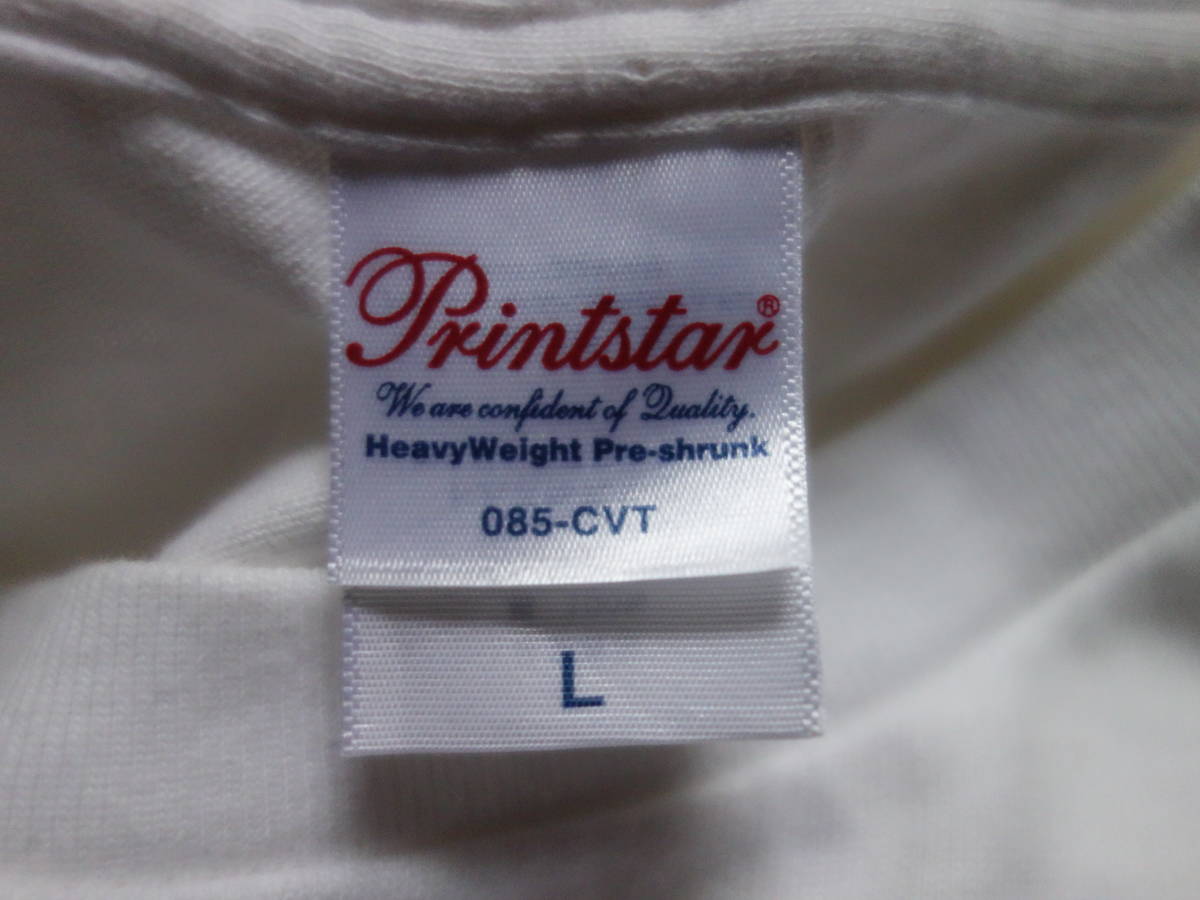 Printstar®
We are confident of Quality.
HeavyWeight Pre-shrunk
085-CVT
L